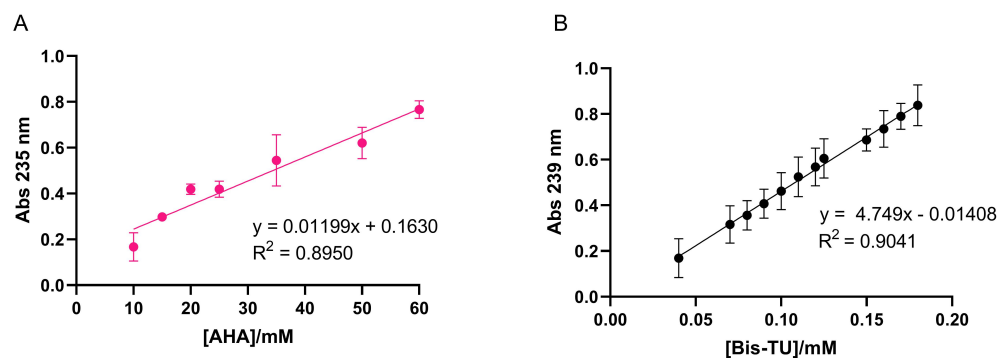 A
1.0
0.8
0.6
0.4
0.2
0.0
Abs 235 nm
0 10 20 30 40 50 60
[AHA]/mM
y = 0.01199x + 0.1630
R² = 0.8950
B
1.0
0.8
0.6
0.4
0.2
0.0
Abs 239 nm
0.00 0.05 0.10 0.15 0.20
[Bis-TU]/mM
y = 4.749x - 0.01408
R² = 0.9041